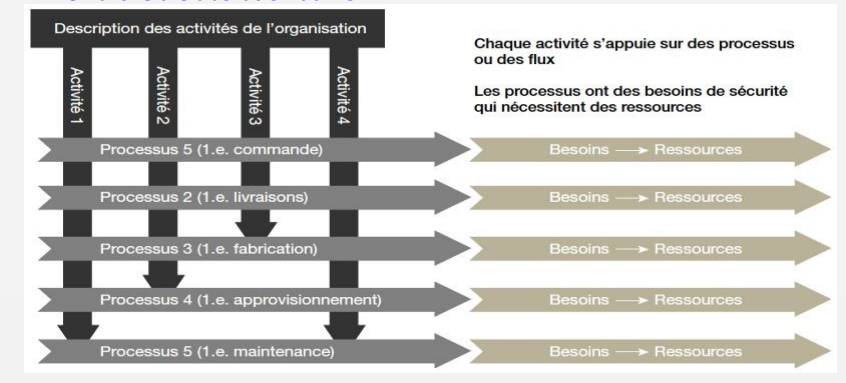 Description des activités de l'organisation
Chaque activité s'appuie sur des processus
ou des flux
Les processus ont des besoins de sécurité
qui nécessitent des ressources
Activité 1
Activité 2
Activité 3
Activité 4
Processus 5 (1.e. commande)
Besoins → Ressources
Processus 2 (1.e. livraisons)
Besoins → Ressources
Processus 3 (1.e. fabrication)
Besoins → Ressources
Processus 4 (1.e. approvisionnement)
Besoins → Ressources
Processus 5 (1.e. maintenance)
Besoins → Ressources